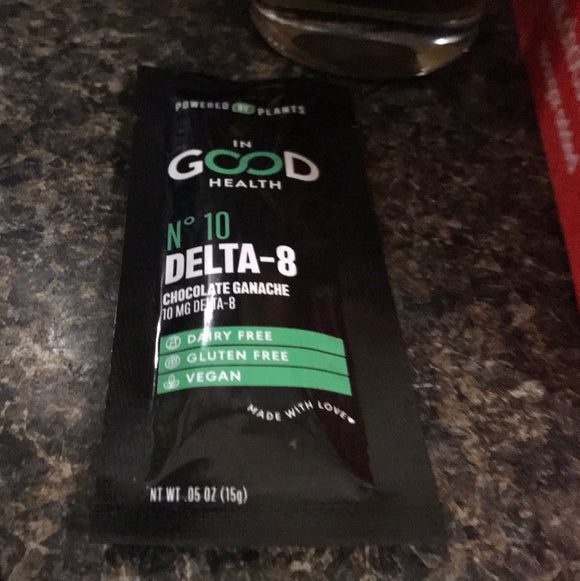 POWERED BY PLANTS
IN
GOOD
HEALTH
N° 10
DELTA-8
CHOCOLATE GANACHE
10 MG DELTA-8
DAIRY FREE
GLUTEN FREE
VEGAN
MADE WITH LOVE
NT WT .05 OZ (15g)